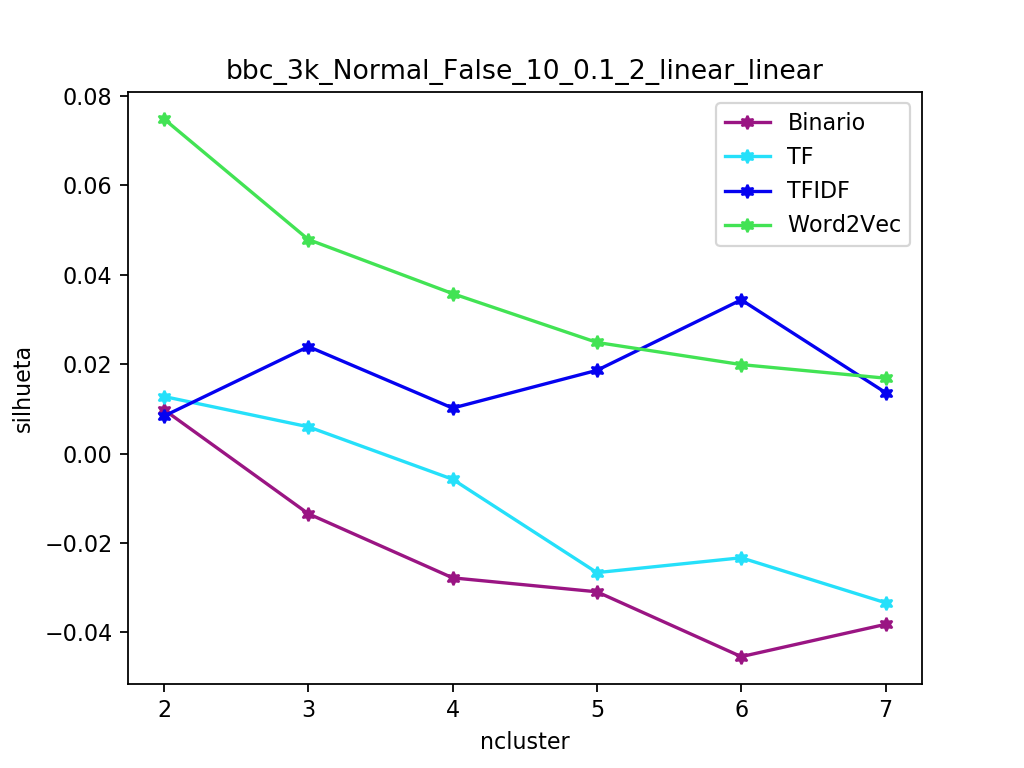 bbc_3k_Normal_False_10_0.1_2_linear_linear
0.08
0.06
0.04
0.02
0.00
−0.02
−0.04
silhueta
Binario
TF
TFIDF
Word2Vec
2 3 4 5 6 7
ncluster